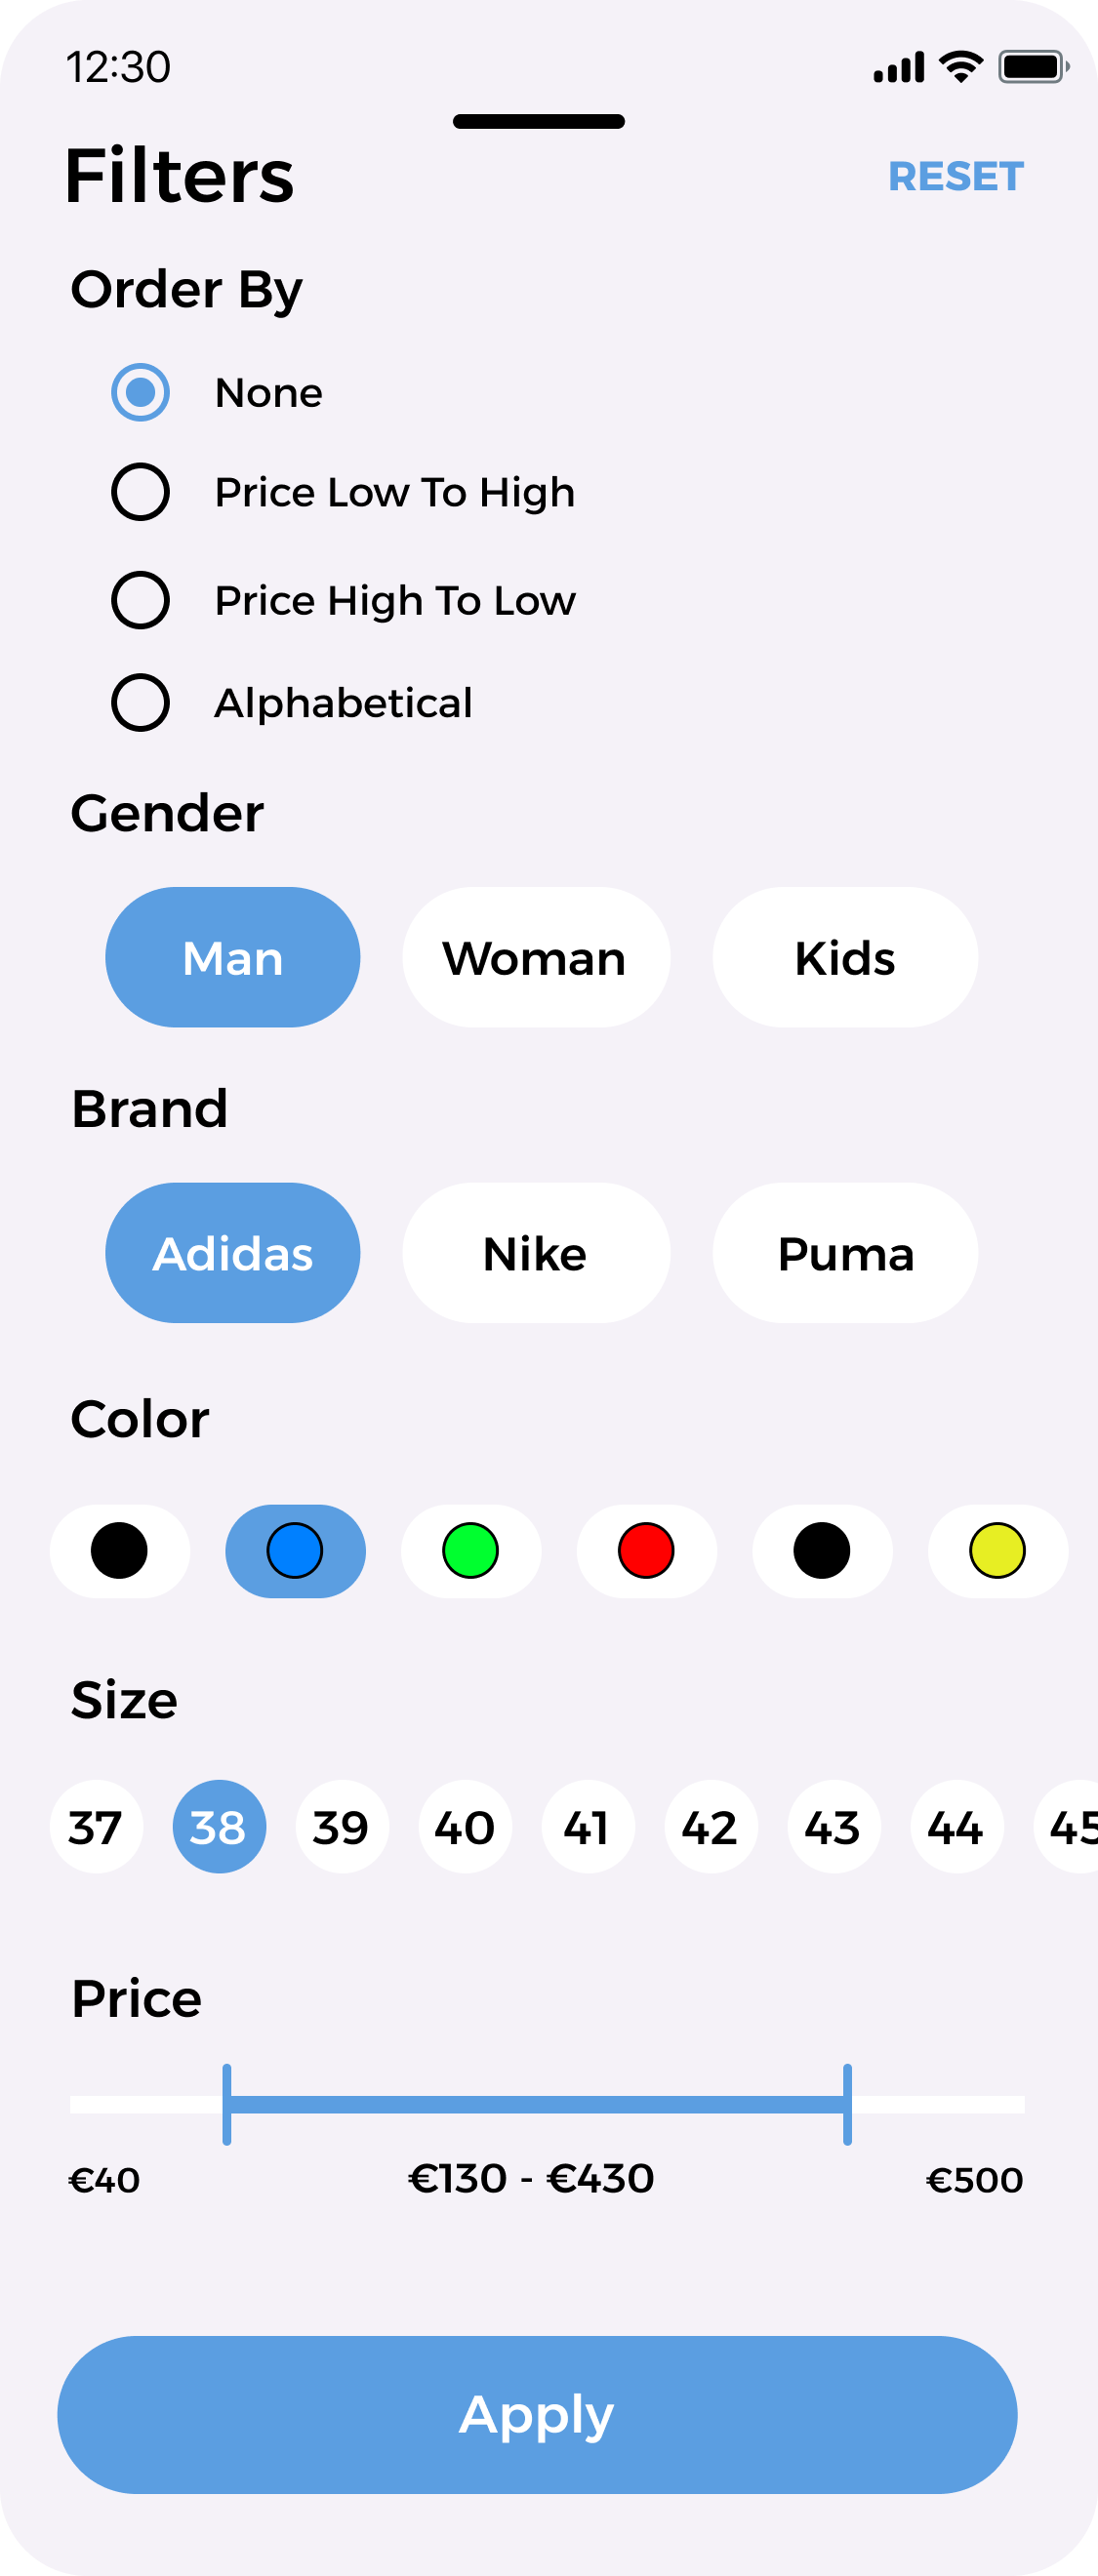 12:30
Filters
RESET
Order By
None
Price Low To High
Price High To Low
Alphabetical
Gender
Man Woman Kids
Brand
Adidas Nike Puma
Color
Size
37 38 39 40 41 42 43 44 45
Price
€40 €130 - €430 €500
Apply